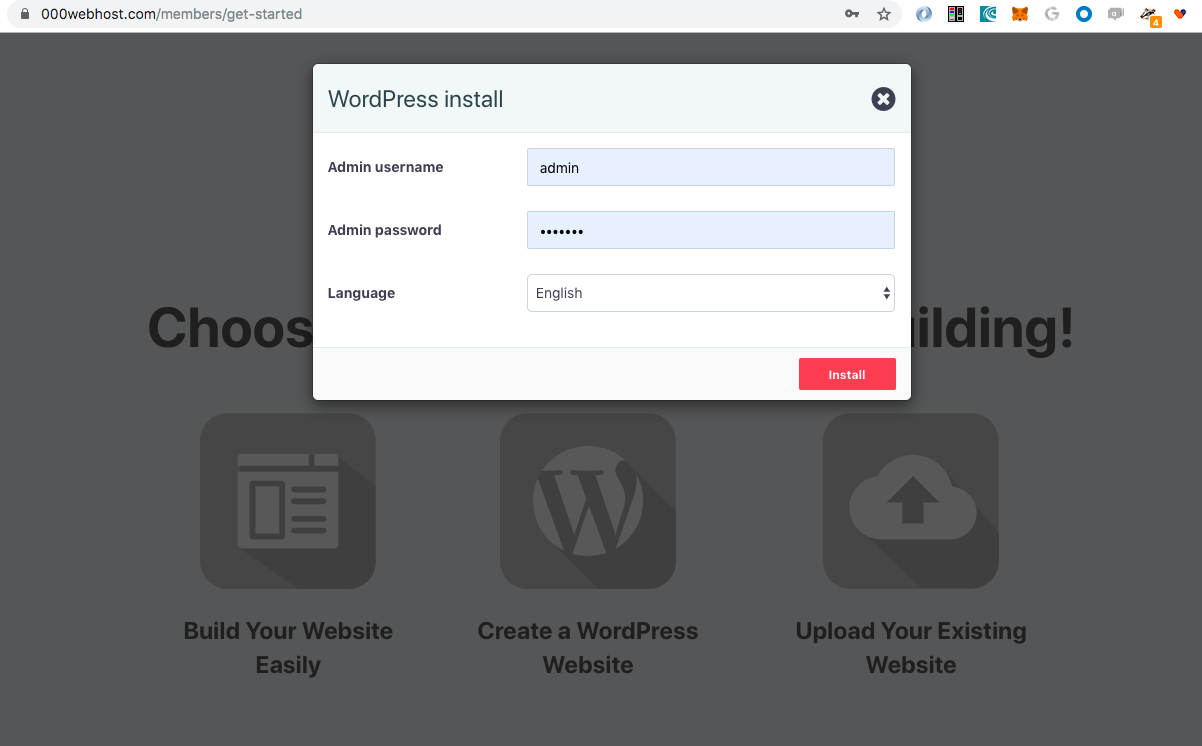 000webhost.com/members/get-started
4
WordPress install
Admin username
admin
Admin password
•••••••
Language
English
Install
Choos
ilding!
Build Your Website
Easily
Create a WordPress
Website
Upload Your Existing
Website